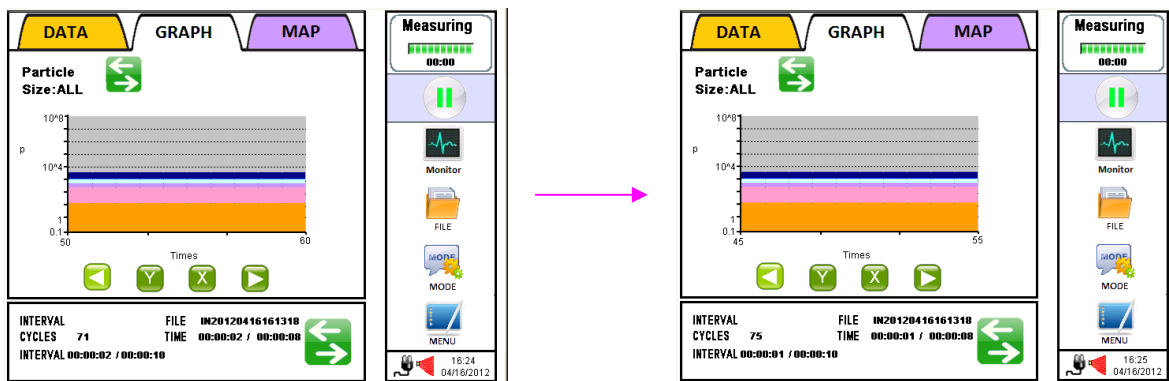 DATA GRAPH MAP
Particle
Size:ALL
10^8
p
10^4
1
0.1
50 60
Times
Y X
INTERVAL FILE IN20120416161318
CYCLES 71 TIME 00:00:02 / 00:00:08
INTERVAL 00:00:02 / 00:00:10
Measuring
00:00
Monitor
FILE
MODE
MODE
MENU
16:24
04/16/2012
DATA GRAPH MAP
Particle
Size:ALL
10^8
p
10^4
1
0.1
45 55
Times
Y X
INTERVAL FILE IN20120416161318
CYCLES 75 TIME 00:00:01 / 00:00:08
INTERVAL 00:00:01 / 00:00:10
Measuring
00:00
Monitor
FILE
MODE
MODE
MENU
16:25
04/16/2012